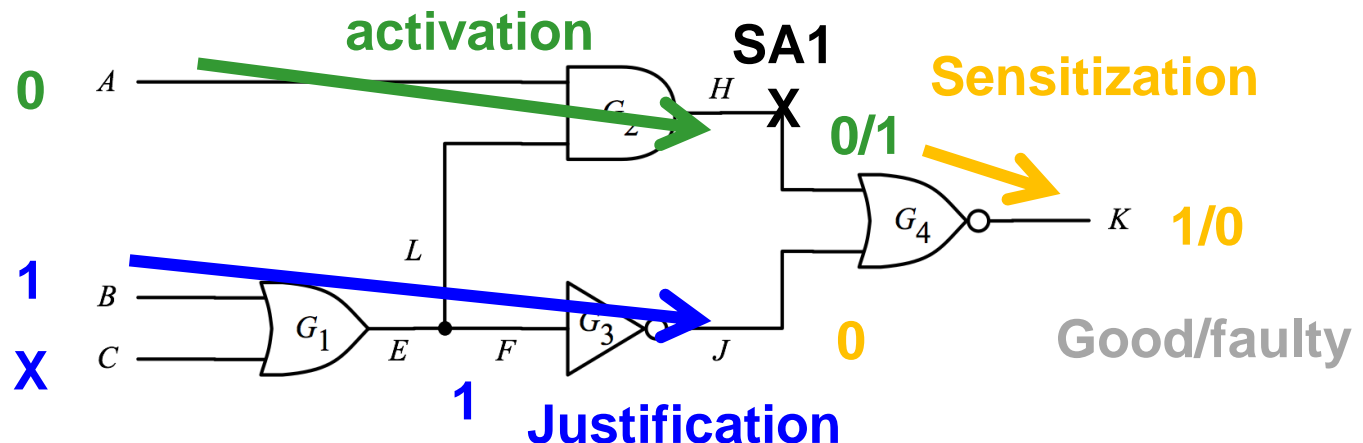 activation
SA1
Sensitization
0
A
H
X
G2
0/1
G4
K
1/0
L
1
B
G1
G3
E
F
J
0
Good/faulty
X
C
1
Justification